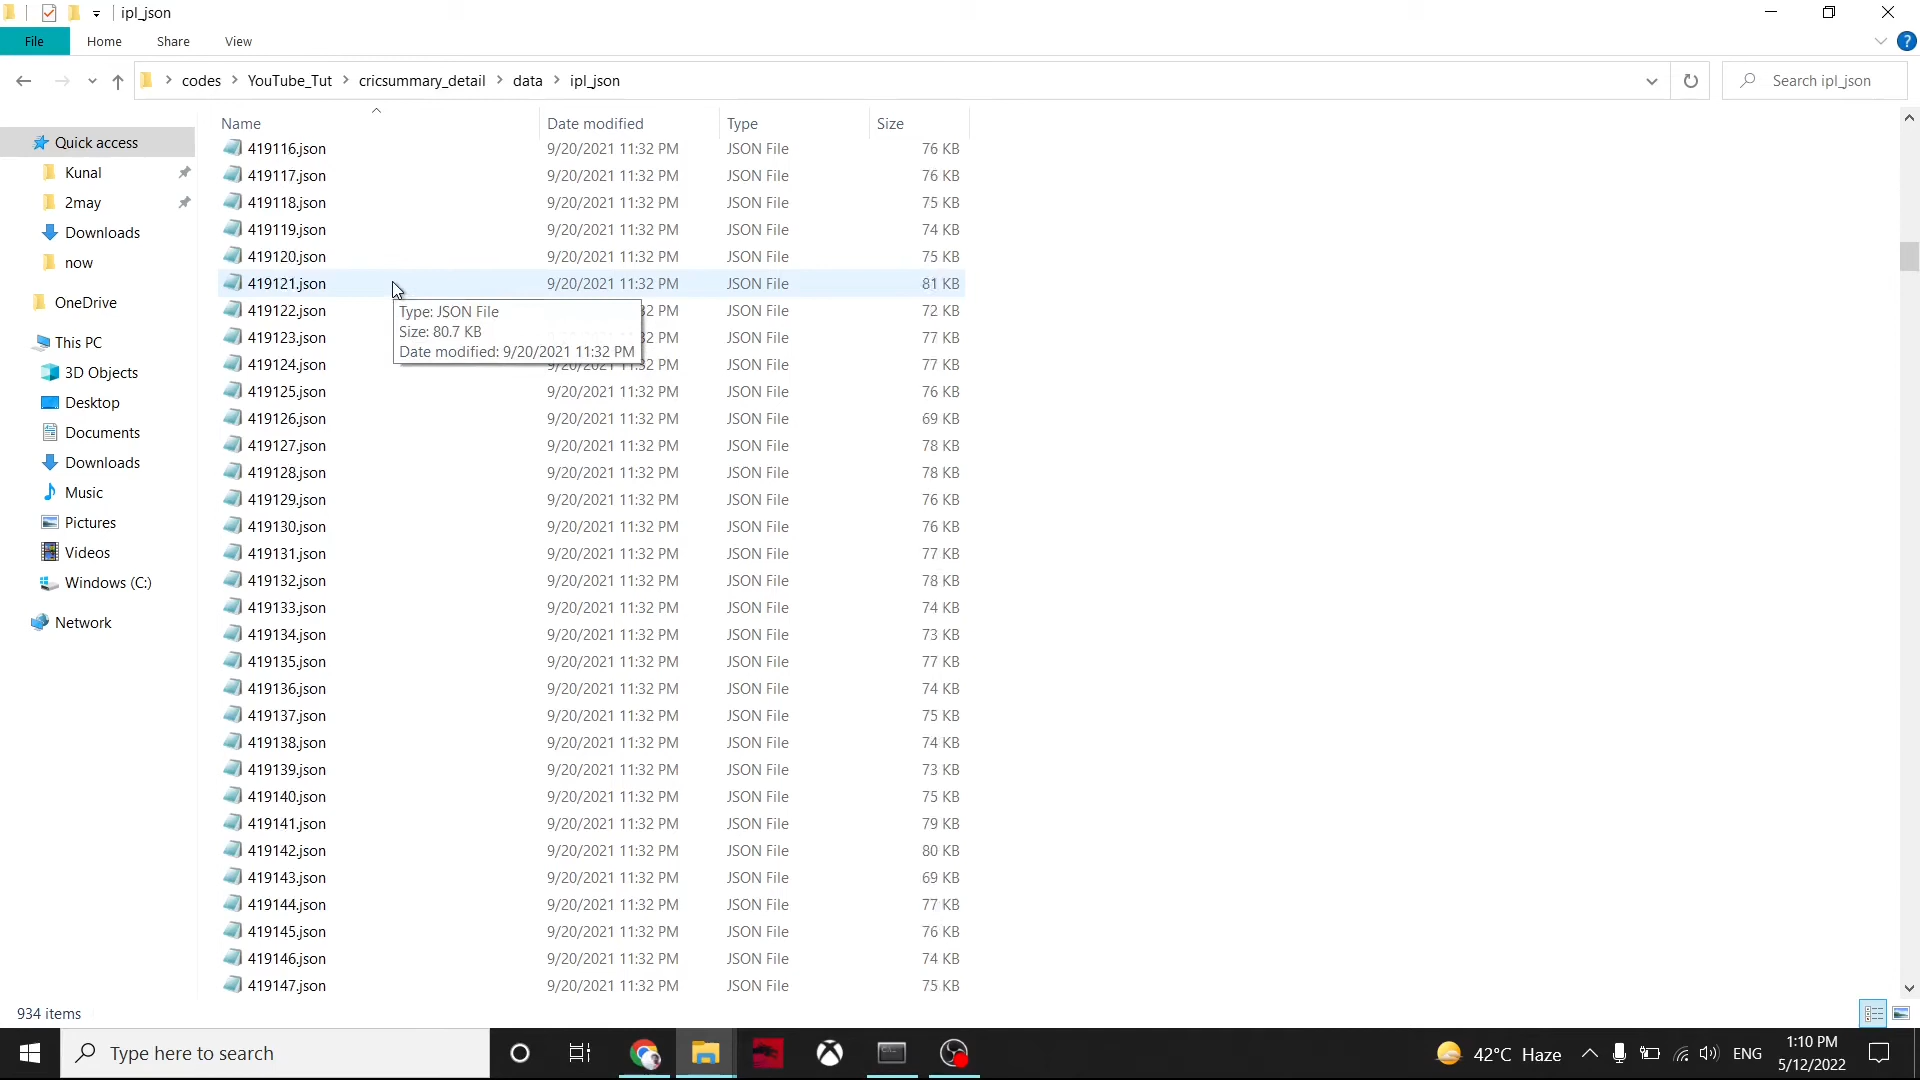 ipl_json
File Home Share View
codes YouTube_Tut cricsummary_detail data ipl_json
Search ipl_json
Name Date modified Type Size
Quick access
Kunal
2may
Downloads
now
OneDrive
This PC
3D Objects
Desktop
Documents
Downloads
Music
Pictures
Videos
Windows (C:)
Network
419116.json 9/20/2021 11:32 PM JSON File 76 KB
419117.json 9/20/2021 11:32 PM JSON File 76 KB
419118.json 9/20/2021 11:32 PM JSON File 75 KB
419119.json 9/20/2021 11:32 PM JSON File 74 KB
419120.json 9/20/2021 11:32 PM JSON File 75 KB
419121.json 9/20/2021 11:32 PM JSON File 81 KB
419122.json 32 PM JSON File 72 KB
Type: JSON File
Size: 80.7 KB
Date modified: 9/20/2021 11:32 PM
419123.json 32 PM JSON File 77 KB
419124.json 9/20/2021 11:32 PM JSON File 77 KB
419125.json 9/20/2021 11:32 PM JSON File 76 KB
419126.json 9/20/2021 11:32 PM JSON File 69 KB
419127.json 9/20/2021 11:32 PM JSON File 78 KB
419128.json 9/20/2021 11:32 PM JSON File 78 KB
419129.json 9/20/2021 11:32 PM JSON File 76 KB
419130.json 9/20/2021 11:32 PM JSON File 76 KB
419131.json 9/20/2021 11:32 PM JSON File 77 KB
419132.json 9/20/2021 11:32 PM JSON File 78 KB
419133.json 9/20/2021 11:32 PM JSON File 74 KB
419134.json 9/20/2021 11:32 PM JSON File 73 KB
419135.json 9/20/2021 11:32 PM JSON File 77 KB
419136.json 9/20/2021 11:32 PM JSON File 74 KB
419137.json 9/20/2021 11:32 PM JSON File 75 KB
419138.json 9/20/2021 11:32 PM JSON File 74 KB
419139.json 9/20/2021 11:32 PM JSON File 73 KB
419140.json 9/20/2021 11:32 PM JSON File 75 KB
419141.json 9/20/2021 11:32 PM JSON File 79 KB
419142.json 9/20/2021 11:32 PM JSON File 80 KB
419143.json 9/20/2021 11:32 PM JSON File 69 KB
419144.json 9/20/2021 11:32 PM JSON File 77 KB
419145.json 9/20/2021 11:32 PM JSON File 76 KB
419146.json 9/20/2021 11:32 PM JSON File 74 KB
419147.json 9/20/2021 11:32 PM JSON File 75 KB
934 items
Type here to search
42°C Haze
ENG
1:10 PM
5/12/2022